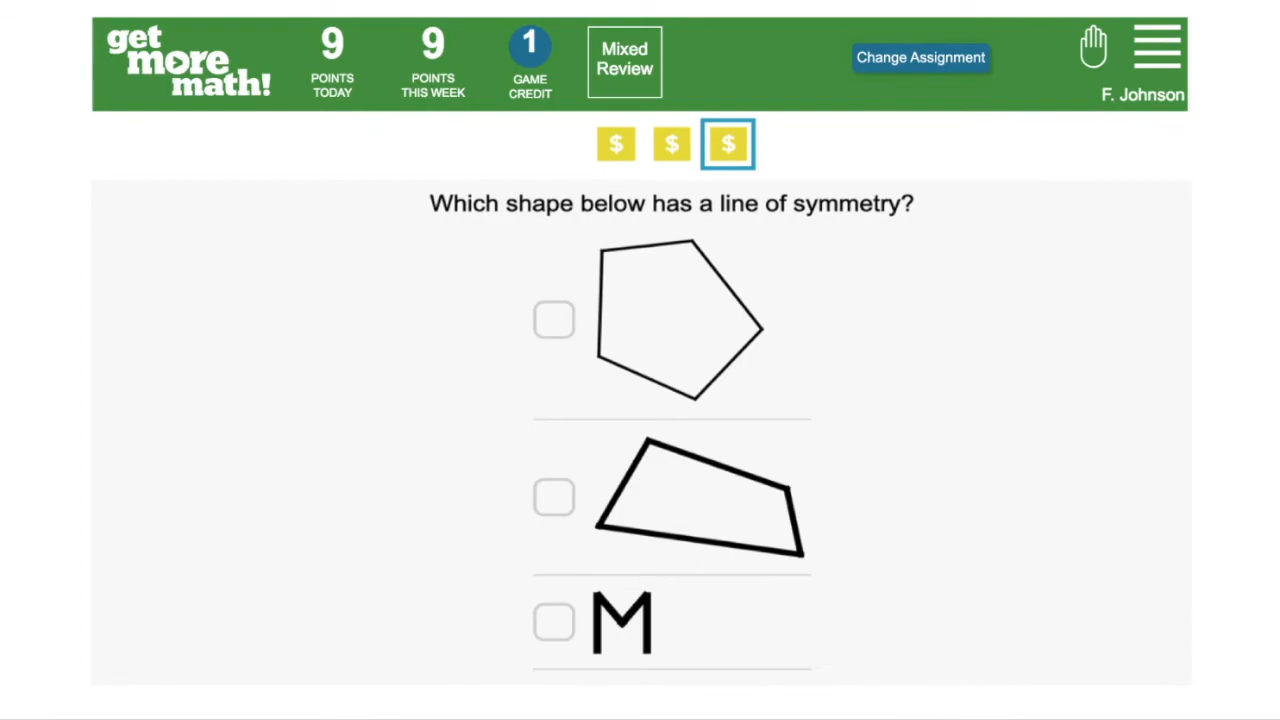 get
more
math!
9
POINTS
TODAY
9
POINTS
THIS WEEK
1
GAME
CREDIT
Mixed
Review
Change Assignment
F. Johnson
$ $ $
Which shape below has a line of symmetry?
M